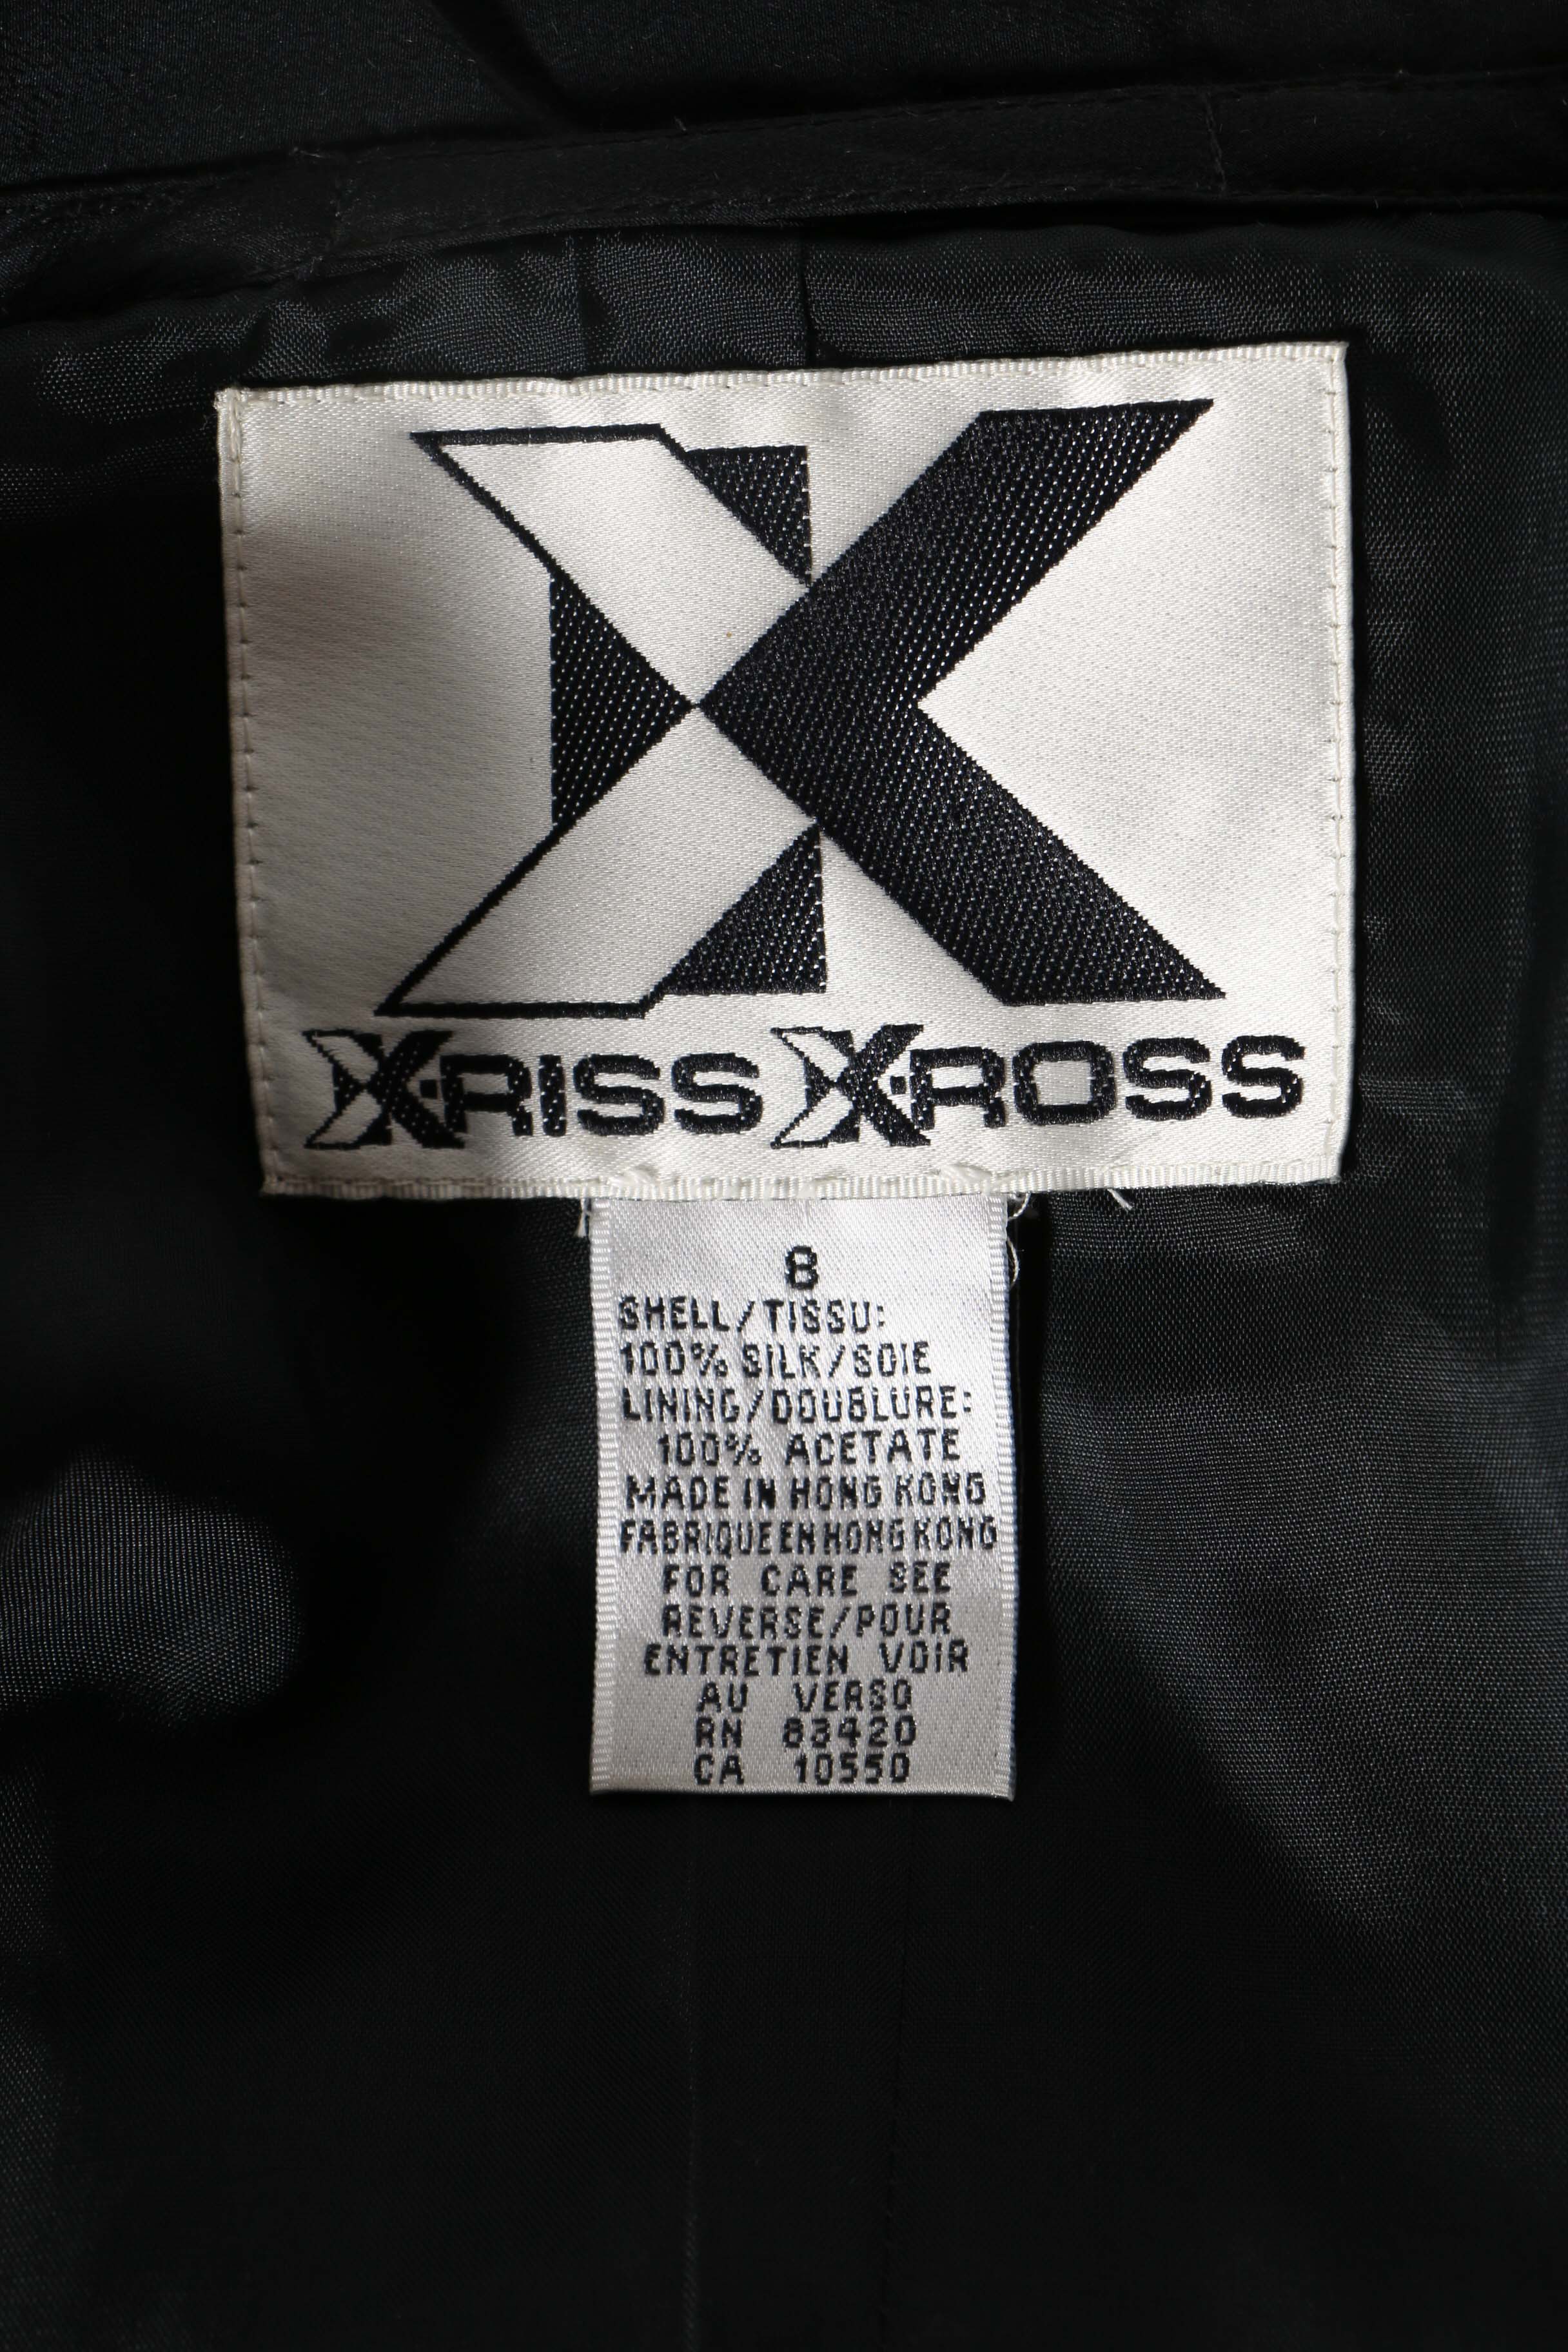 X-RISS X-ROSS
8
SHELL/TISSU:
100% SILK/SOIE
LINING/DOUBLURE:
100% ACETATE
MADE IN HONG KONG
FABRIQUE EN HONG KONG
FOR CARE SEE
REVERSE/POUR
ENTRETIEN VOIR
AU VERSO
RN 83420
CA 10550